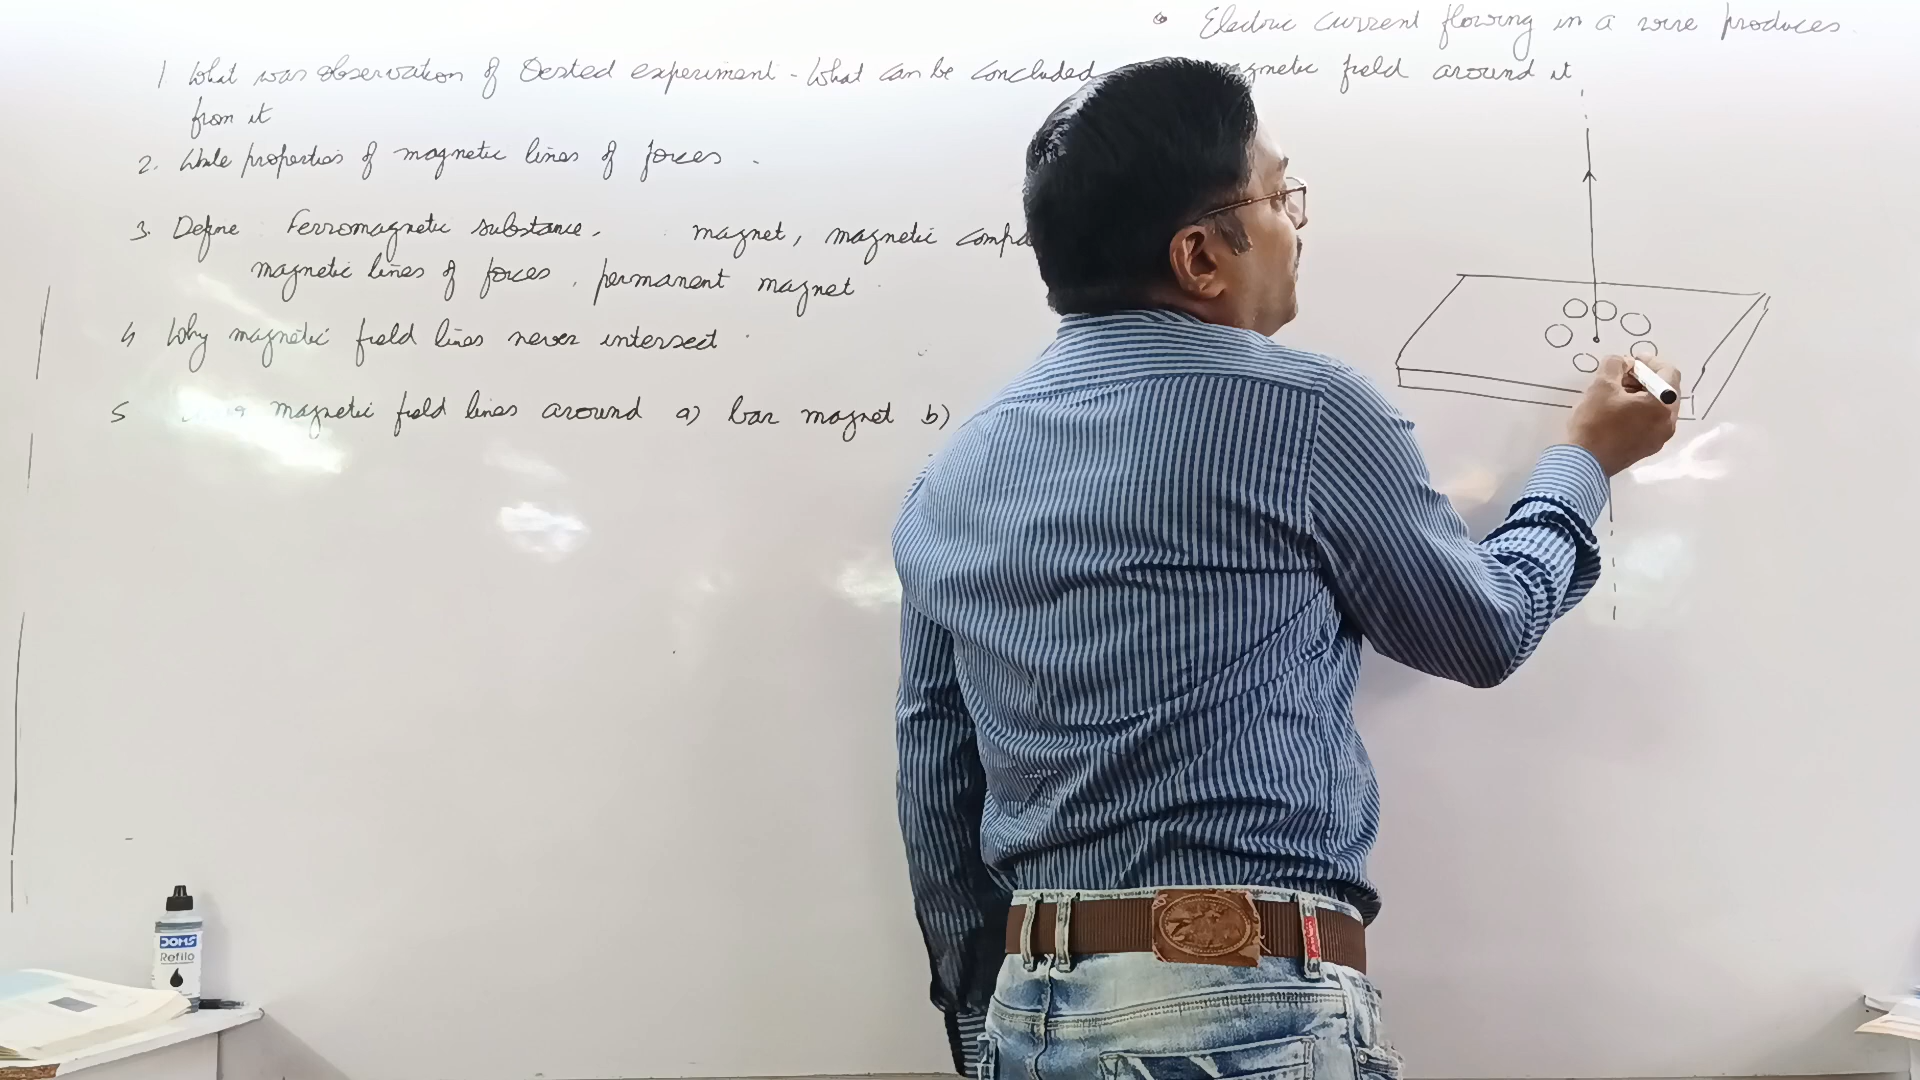 • Electric current flowing in a wire produces
magnetic field around it
1 What was observation of Oersted experiment - What can be concluded
from it
2. Write properties of magnetic lines of forces.
3. Define Ferromagnetic substance, magnet, magnetic
magnetic lines of forces, permanent magnet
4 Why magnetic field lines never intersect
5 magnetic field lines around a) bar magnet b)
DOMS
Refilo